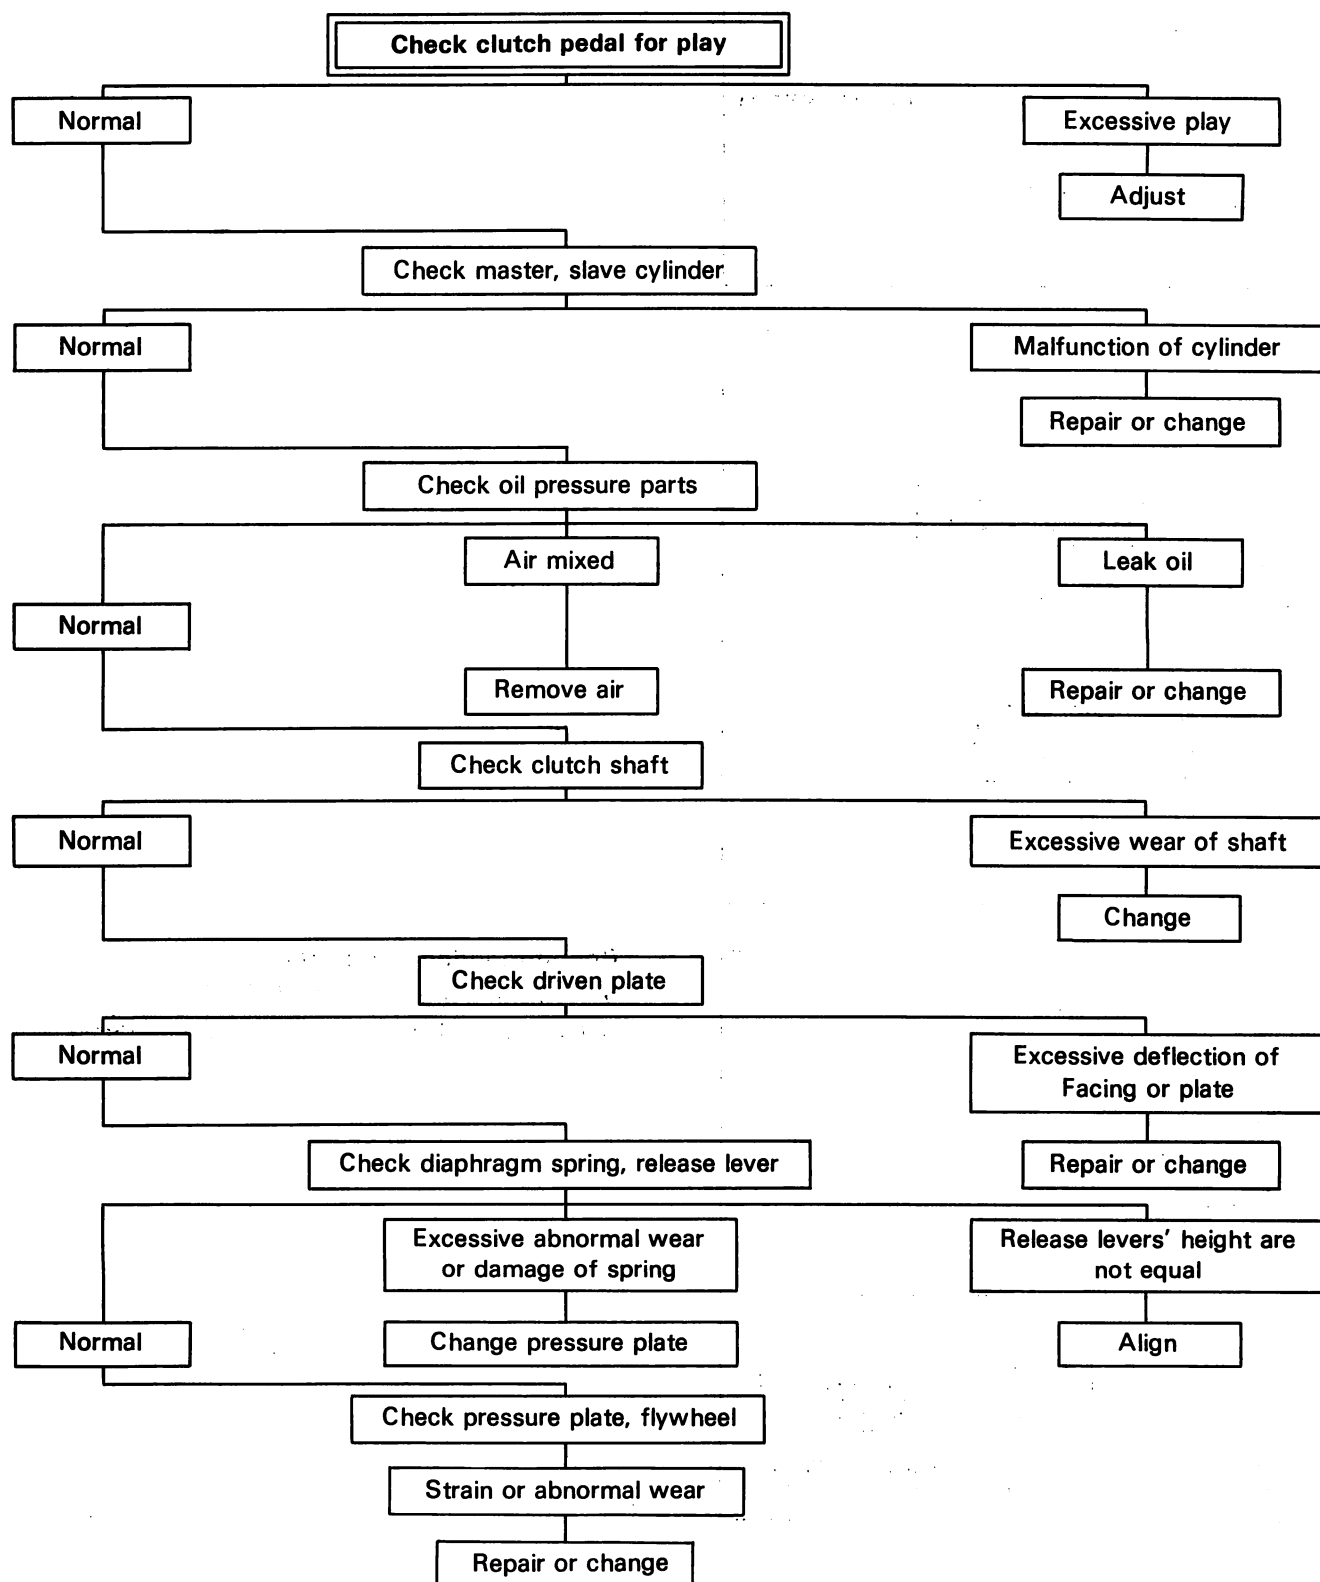 Check clutch pedal for play
Normal
Excessive play
Adjust
Check master, slave cylinder
Normal
Malfunction of cylinder
Repair or change
Check oil pressure parts
Air mixed
Leak oil
Normal
Remove air
Repair or change
Check clutch shaft
Normal
Excessive wear of shaft
Change
Check driven plate
Normal
Excessive deflection of
Facing or plate
Repair or change
Check diaphragm spring, release lever
Excessive abnormal wear
or damage of spring
Release levers' height are
not equal
Normal
Change pressure plate
Align
Check pressure plate, flywheel
Strain or abnormal wear
Repair or change